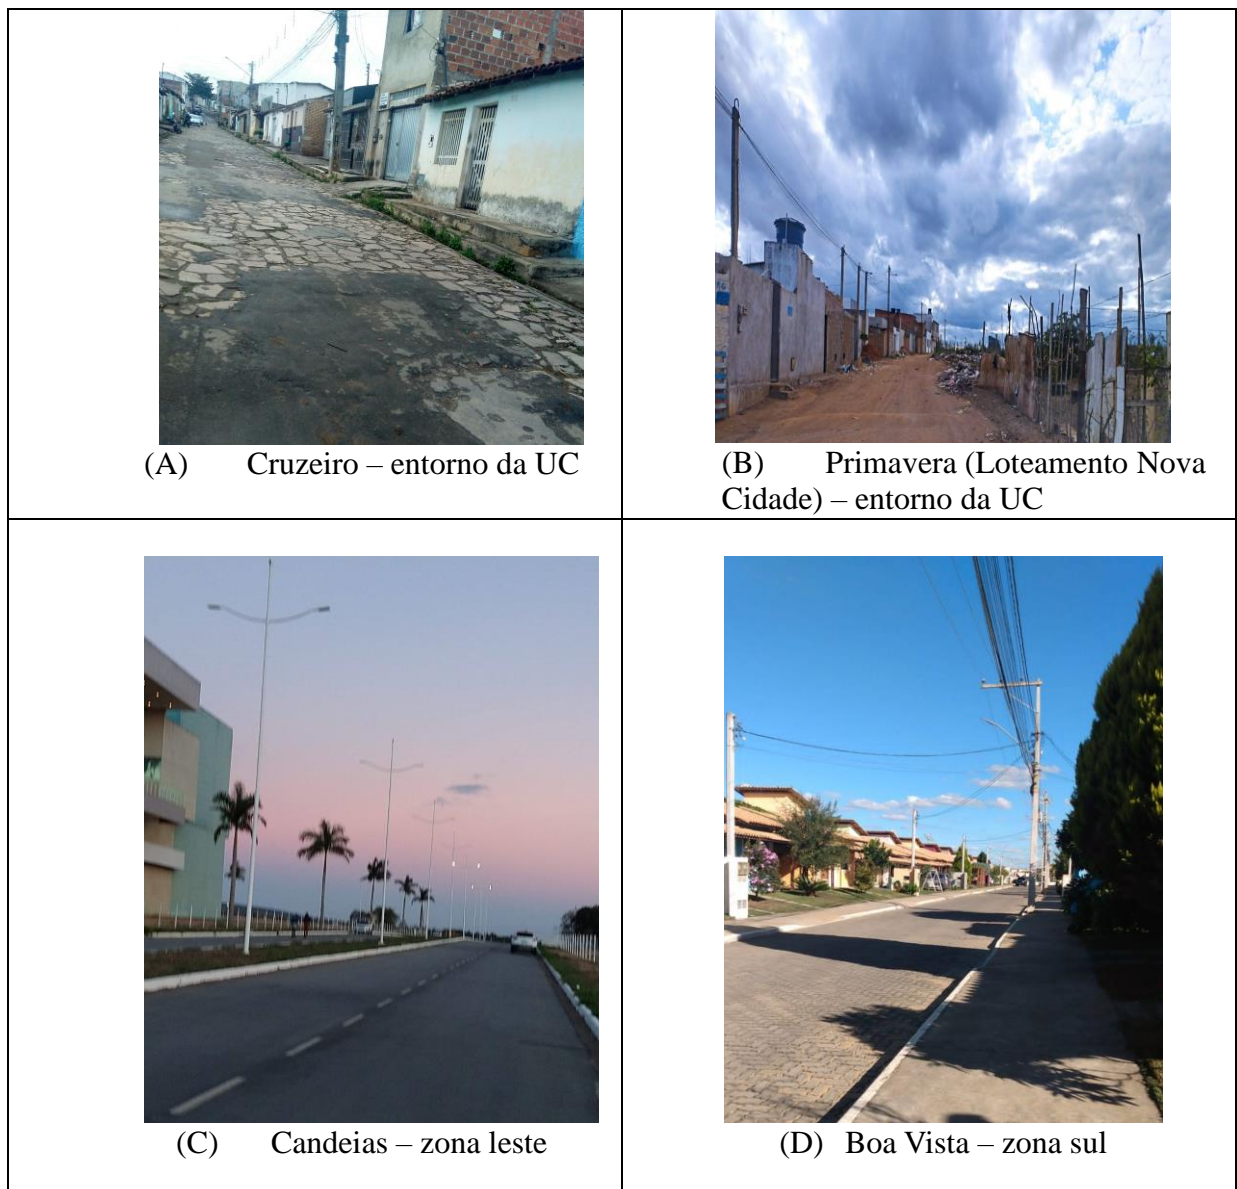 (A) Cruzeiro – entorno da UC
(B) Primavera (Loteamento Nova
Cidade) – entorno da UC
(C) Candeias – zona leste
(D) Boa Vista – zona sul